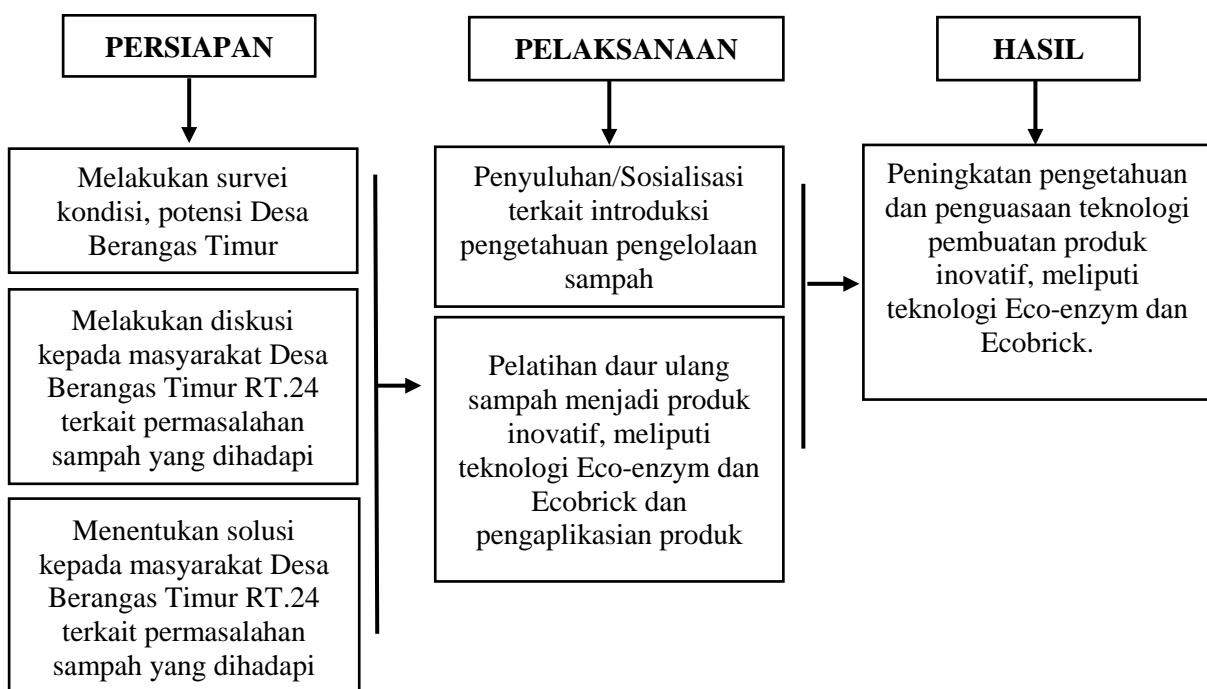 PERSIAPAN
Melakukan survei
kondisi, potensi Desa
Berangas Timur
Melakukan diskusi
kepada masyarakat Desa
Berangas Timur RT.24
terkait permasalahan
sampah yang dihadapi
Menentukan solusi
kepada masyarakat Desa
Berangas Timur RT.24
terkait permasalahan
sampah yang dihadapi
PELAKSANAAN
Penyuluhan/Sosialisasi
terkait introduksi
pengetahuan pengelolaan
sampah
Pelatihan daur ulang
sampah menjadi produk
inovatif, meliputi
teknologi Eco-enzym dan
Ecobrick dan
pengaplikasian produk
HASIL
Peningkatan pengetahuan
dan penguasaan teknologi
pembuatan produk
inovatif, meliputi
teknologi Eco-enzym dan
Ecobrick.